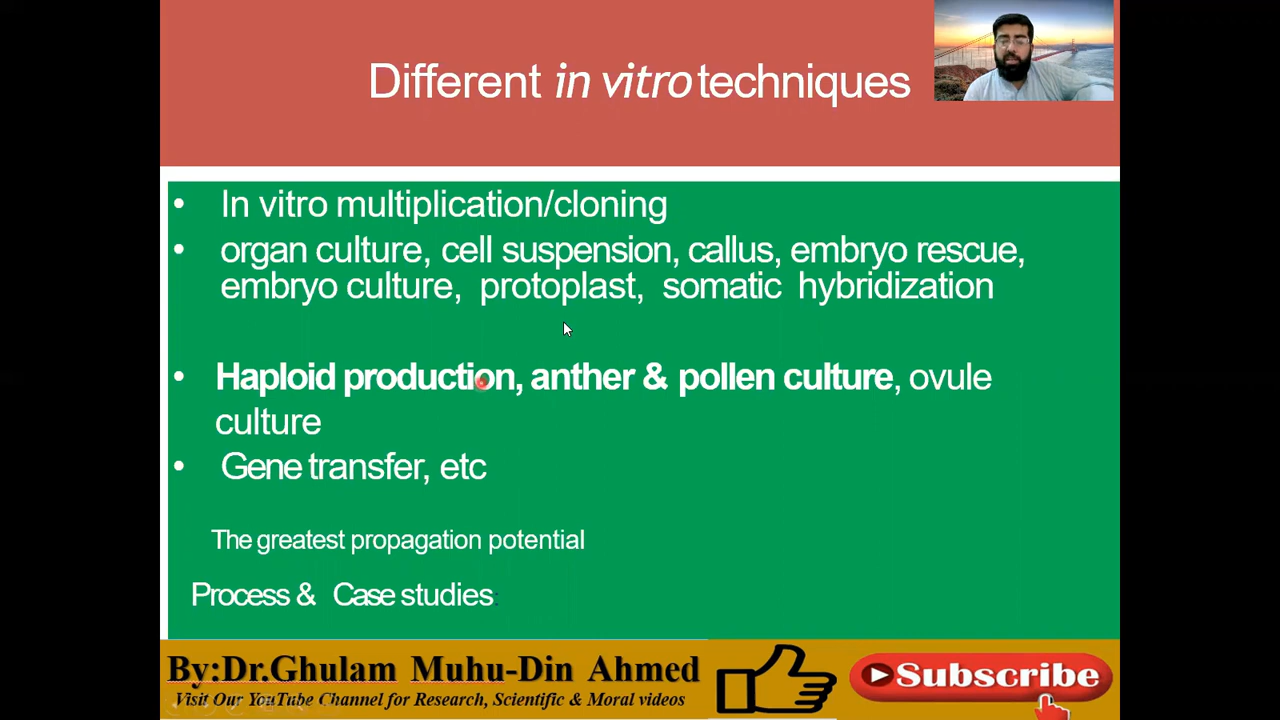 Different in vitro techniques
• In vitro multiplication/cloning
• organ culture, cell suspension, callus, embryo rescue,
embryo culture, protoplast, somatic hybridization
• Haploid production, anther & pollen culture, ovule
culture
• Gene transfer, etc
The greatest propagation potential
Process & Case studies:
By:Dr.Ghulam Muhu-Din Ahmed
Visit Our YouTube Channel for Research, Scientific & Moral videos
Subscribe